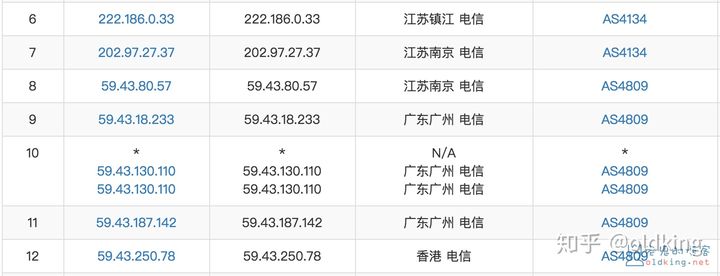 6 222.186.0.33 222.186.0.33 江苏镇江 电信 AS4134
7 202.97.27.37 202.97.27.37 江苏南京 电信 AS4134
8 59.43.80.57 59.43.80.57 江苏南京 电信 AS4809
9 59.43.18.233 59.43.18.233 广东广州 电信 AS4809
10 * * N/A *
59.43.130.110 59.43.130.110 广东广州 电信 AS4809
59.43.130.110 59.43.130.110 广东广州 电信 AS4809
11 59.43.187.142 59.43.187.142 广东广州 电信 AS4809
12 59.43.250.78 59.43.250.78 香港 电信 AS4809
知乎 @oldking
oldking.net